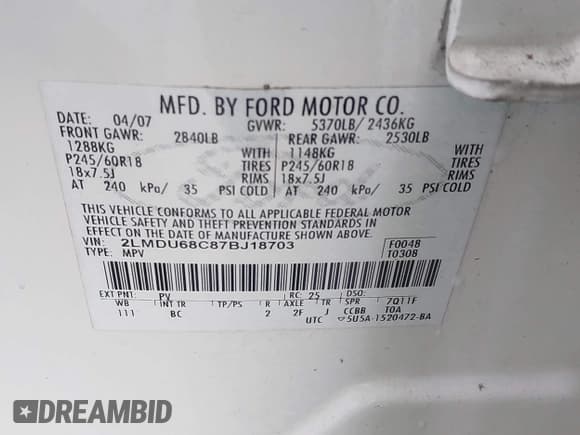 MFD. BY FORD MOTOR CO.
DATE: 04/07 GVWR: 5370LB/ 2436KG
FRONT GAWR: 2840LB REAR GAWR: 2530LB
1288KG WITH 1148KG WITH
P245/60R18 TIRES P245/60R18 TIRES
18x7.5J RIMS 18x7.5J RIMS
AT 240 kPa/ 35 PSI COLD AT 240 kPa/ 35 PSI COLD
THIS VEHICLE CONFORMS TO ALL APPLICABLE FEDERAL MOTOR
VEHICLE SAFETY AND THEFT PREVENTION STANDARDS IN
EFFECT ON THE DATE OF MANUFACTURE SHOWN ABOVE.
VIN: 2LMDU68C87BJ18703 F0048
TYPE: MPV T0308
EXT PNT: PV RC: 25 DSO:
WB INT TR TP/PS R AXLE TR SPR 7Q11F
111 BC 2 2F J CCBB TOA
UTC 5U5A-1520472-BA
DREAMBID